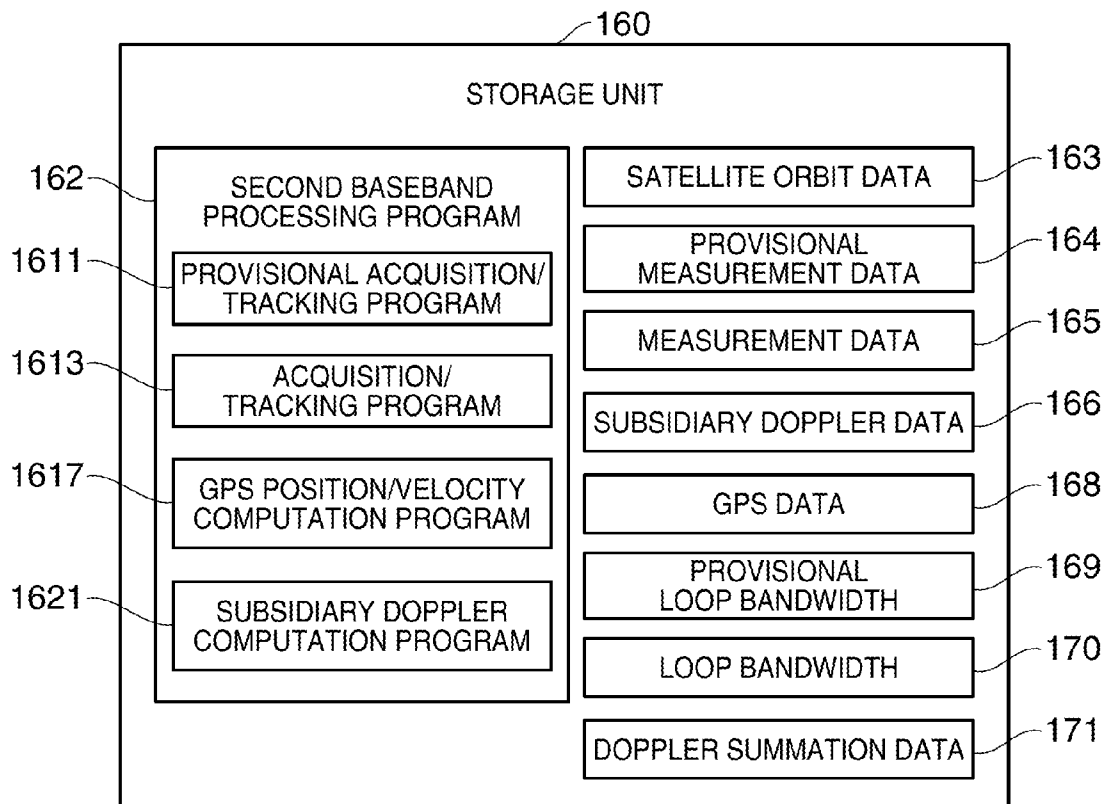 160
STORAGE UNIT
162
SECOND BASEBAND
PROCESSING PROGRAM
1611
PROVISIONAL ACQUISITION/
TRACKING PROGRAM
1613
ACQUISITION/
TRACKING PROGRAM
1617
GPS POSITION/VELOCITY
COMPUTATION PROGRAM
1621
SUBSIDIARY DOPPLER
COMPUTATION PROGRAM
SATELLITE ORBIT DATA
163
PROVISIONAL
MEASUREMENT DATA
164
MEASUREMENT DATA
165
SUBSIDIARY DOPPLER DATA
166
GPS DATA
168
PROVISIONAL
LOOP BANDWIDTH
169
LOOP BANDWIDTH
170
DOPPLER SUMMATION DATA
171